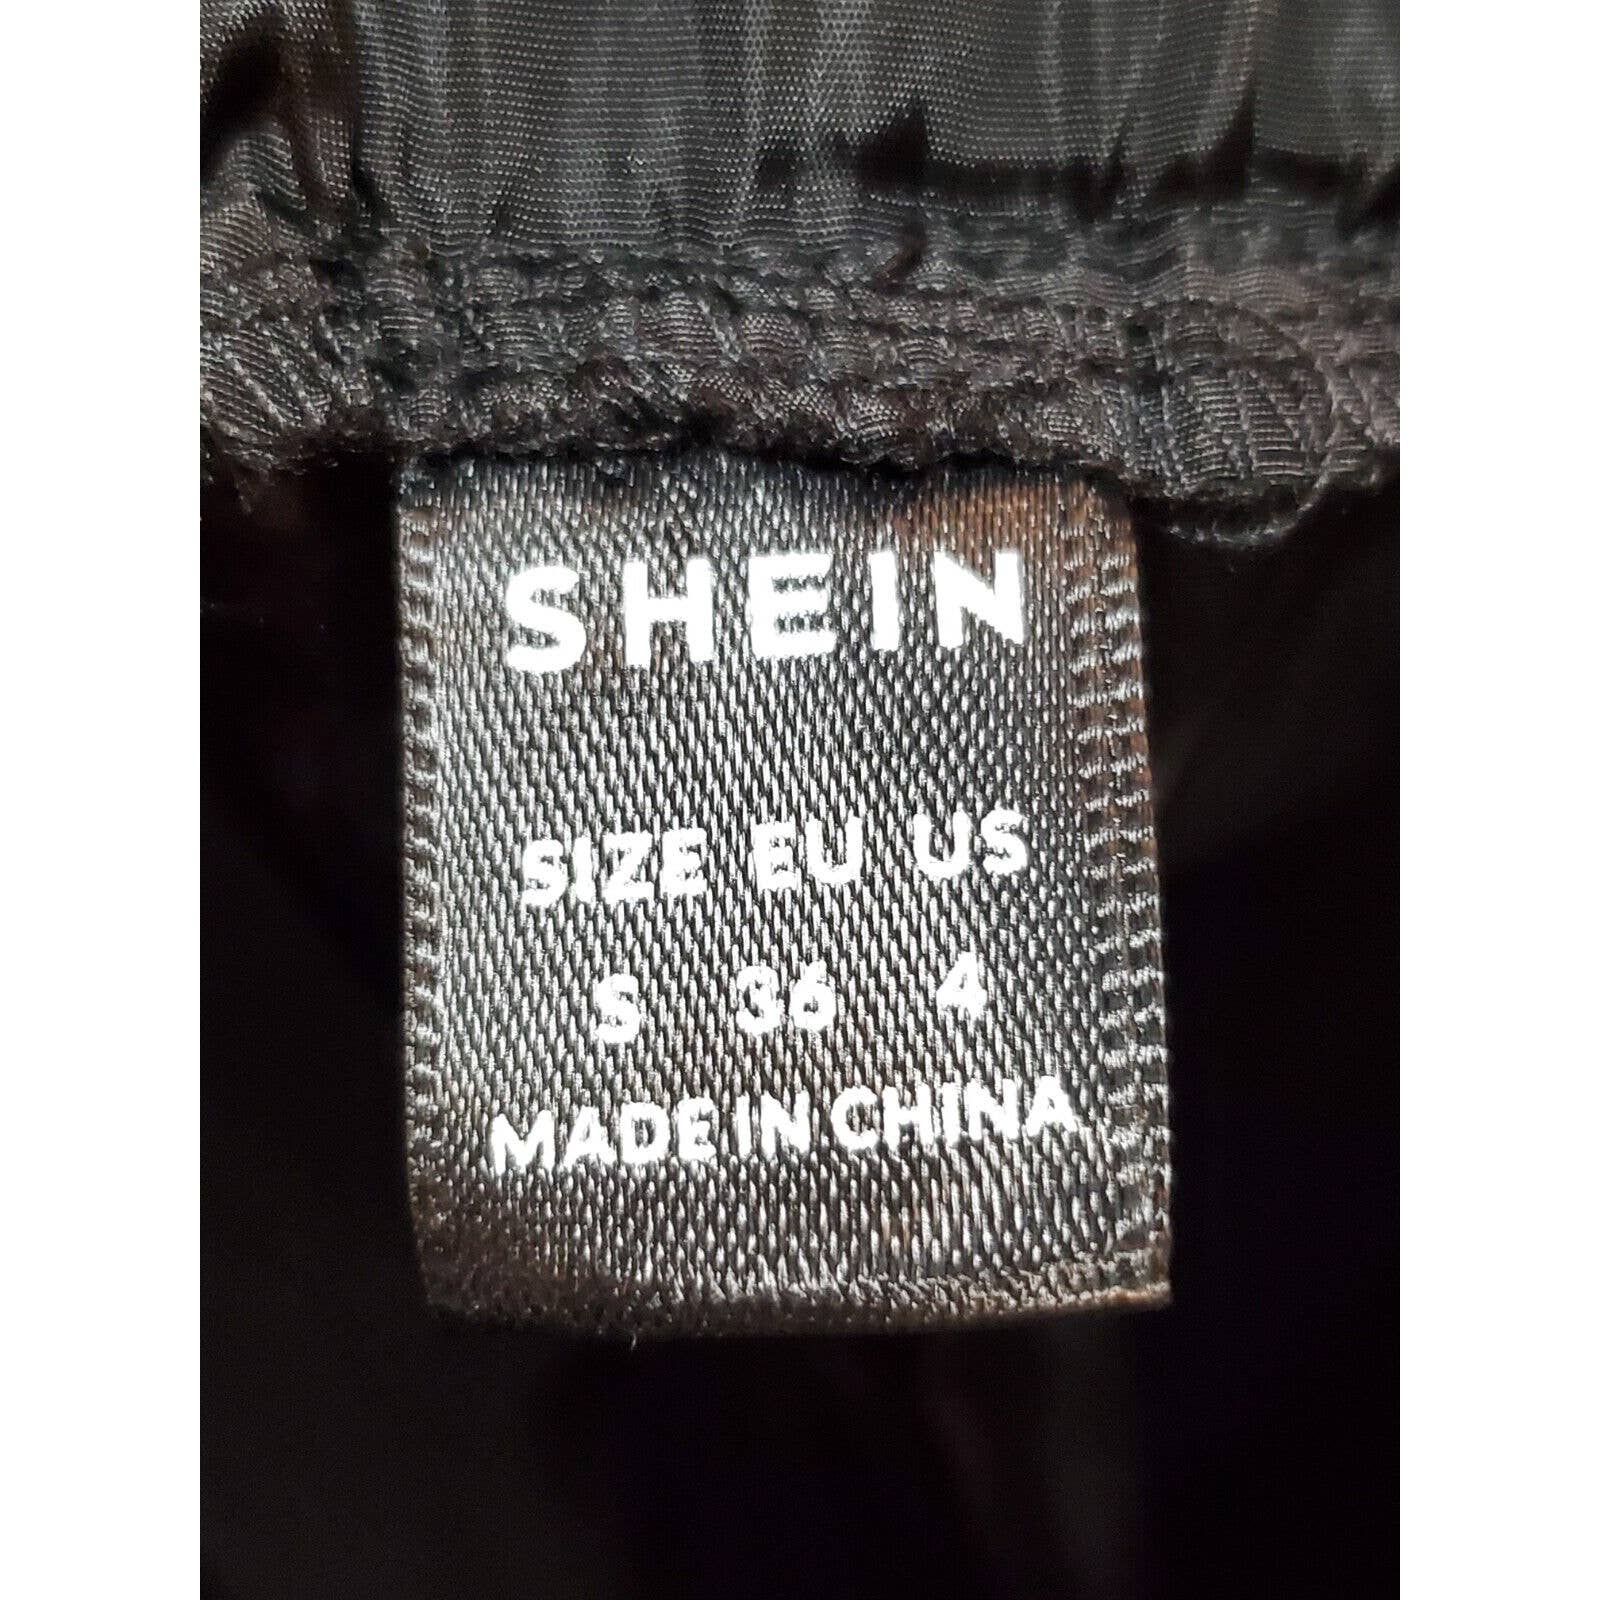 SHEIN
SIZE EU US
S 36 4
MADE IN CHINA